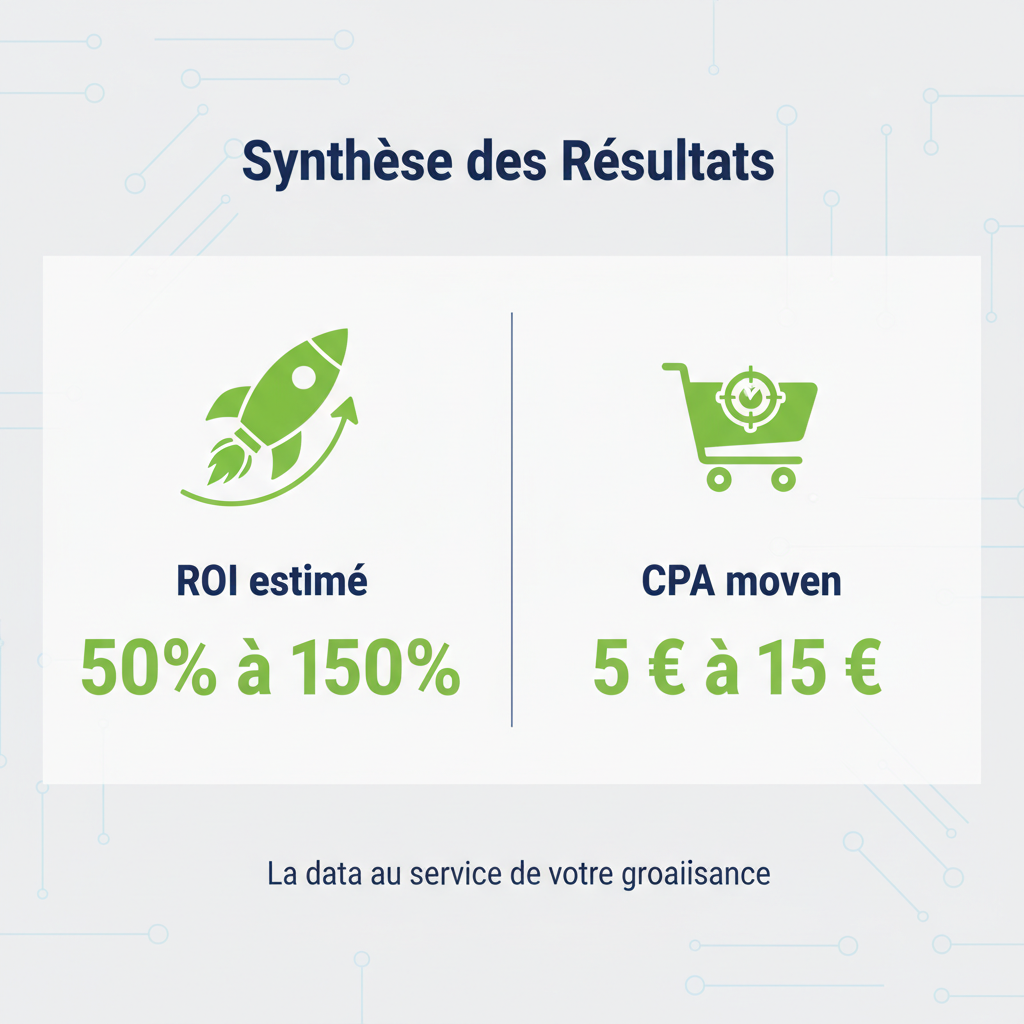 Synthèse des Résultats
ROI estimé
50% à 150%
CPA moven
5 € à 15 €
La data au service de votre groaiisance